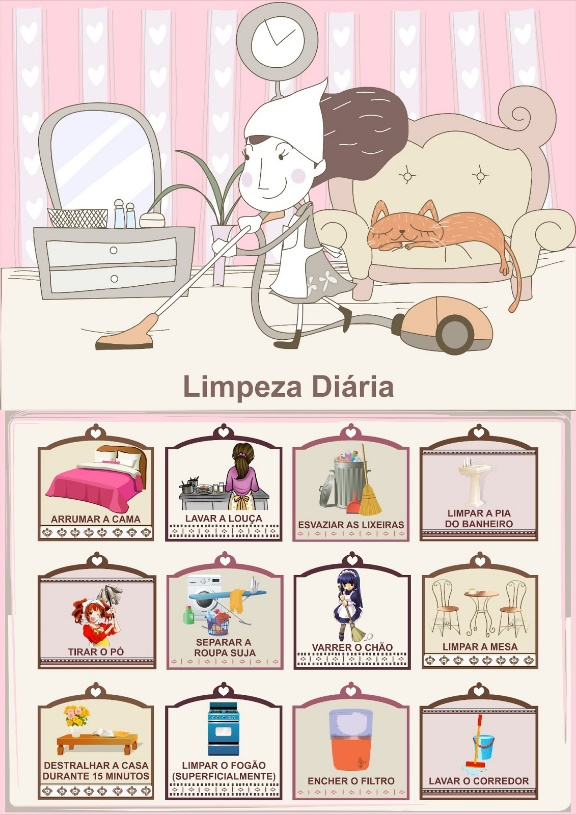 Limpeza Diária
ARRUMAR A CAMA
LAVAR A LOUÇA
ESVAZIAR AS LIXEIRAS
LIMPAR A PIA
DO BANHEIRO
TIRAR O PÓ
SEPARAR A
ROUPA SUJA
VARRER O CHÃO
LIMPAR A MESA
DESTRALHAR A CASA
DURANTE 15 MINUTOS
LIMPAR O FOGÃO
(SUPERFICIALMENTE)
ENCHER O FILTRO
LAVAR O CORREDOR